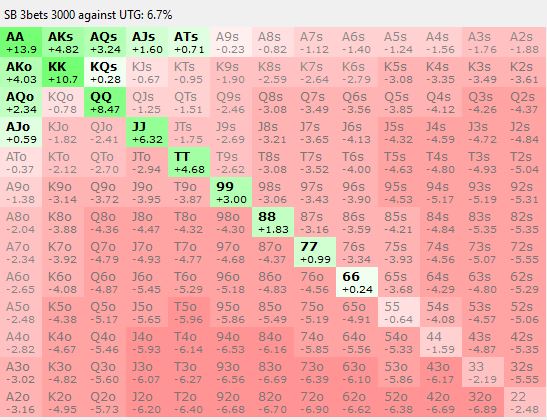 SB 3bets 3000 against UTG: 6.7%
AA AKs AQs AJs ATs A9s A8s A7s A6s A5s A4s A3s A2s
+13.9 +4.82 +3.24 +1.60 +0.71 -0.23 -0.82 -1.12 -1.40 -1.24 -1.56 -1.76 -1.88
AKo KK KQs KJs KTs K9s K8s K7s K6s K5s K4s K3s K2s
+4.03 +10.7 +0.28 -0.67 -0.95 -1.90 -2.59 -2.64 -2.79 -3.08 -3.35 -3.49 -3.61
AQo KQo QQ QJs QTs Q9s Q8s Q7s Q6s Q5s Q4s Q3s Q2s
+2.34 -0.78 +8.47 -1.25 -1.51 -2.46 -3.08 -3.49 -3.56 -3.85 -4.12 -4.26 -4.37
AJo KJo QJo JJ JTs J9s J8s J7s J6s J5s J4s J3s J2s
+0.59 -1.82 -2.41 +6.32 -1.75 -2.69 -3.21 -3.65 -4.13 -4.32 -4.59 -4.72 -4.84
ATo KTo QTo JTo TT T9s T8s T7s T6s T5s T4s T3s T2s
-0.37 -2.12 -2.70 -2.94 +4.68 -2.62 -3.08 -3.52 -4.00 -4.63 -4.80 -4.93 -5.04
A9o K9o Q9o J9o T9o 99 98s 97s 96s 95s 94s 93s 92s
-1.38 -3.14 -3.72 -3.95 -3.87 +3.00 -3.06 -3.43 -3.90 -4.53 -5.17 -5.19 -5.31
A8o K8o Q8o J8o T8o 98o 88 87s 86s 85s 84s 83s 82s
-2.04 -3.88 -4.36 -4.47 -4.32 -4.30 +1.83 -3.16 -3.59 -4.21 -4.84 -5.35 -5.35
A7o K7o Q7o J7o T7o 97o 87o 77 76s 75s 74s 73s 72s
-2.34 -3.92 -4.79 -4.93 -4.77 -4.68 -4.37 +0.99 -3.34 -3.93 -4.56 -5.07 -5.55
A6o K6o Q6o J6o T6o 96o 86o 76o 66 65s 64s 63s 62s
-2.65 -4.08 -4.87 -5.45 -5.29 -5.18 -4.83 -4.56 +0.24 -3.68 -4.29 -4.80 -5.29
A5o K5o Q5o J5o T5o 95o 85o 75o 65o 55 54s 53s 52s
-2.48 -4.38 -5.17 -5.65 -5.96 -5.86 -5.49 -5.19 -4.91 -0.64 -4.08 -4.57 -5.06
A4o K4o Q4o J4o T4o 94o 84o 74o 64o 54o 44 43s 42s
-2.82 -4.67 -5.46 -5.93 -6.14 -6.53 -6.16 -5.85 -5.56 -5.33 -1.59 -4.87 -5.35
A3o K3o Q3o J3o T3o 93o 83o 73o 63o 53o 43o 33 32s
-3.02 -4.82 -5.60 -6.07 -6.27 -6.56 -6.69 -6.39 -6.10 -5.86 -6.17 -2.19 -5.55
A2o K2o Q2o J2o T2o 92o 82o 72o 62o 52o 42o 32o 22
-3.16 -4.95 -5.73 -6.20 -6.40 -6.68 -6.70 -6.90 -6.62 -6.38 -6.69 -6.89 -2.48